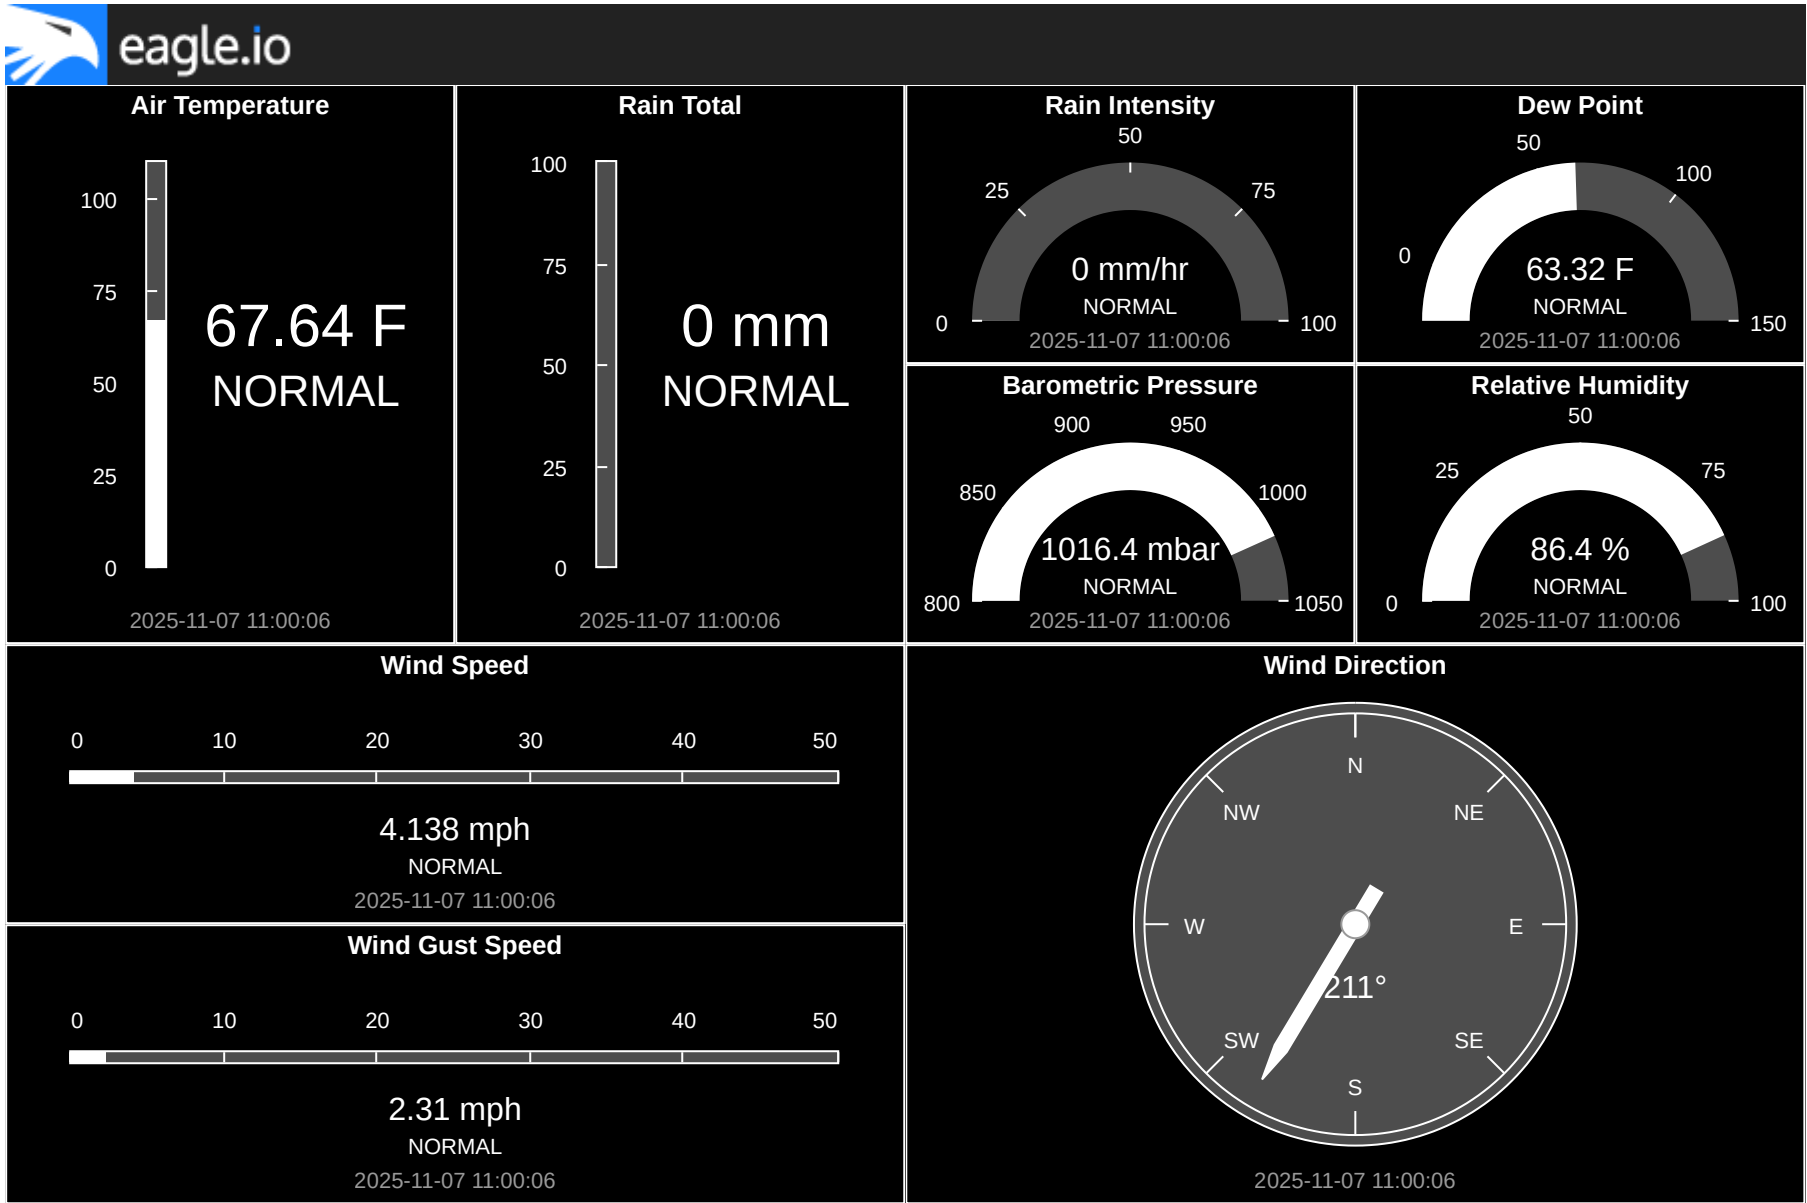 eagle.io
Air Temperature
100
75
50
25
0
67.64 F
NORMAL
2025-11-07 11:00:06
Rain Total
100
75
50
25
0
0 mm
NORMAL
2025-11-07 11:00:06
Rain Intensity
0
25
50
75
100
0 mm/hr
NORMAL
2025-11-07 11:00:06
Dew Point
0
50
100
150
63.32 F
NORMAL
2025-11-07 11:00:06
Barometric Pressure
800
850
900
950
1000
1050
1016.4 mbar
NORMAL
2025-11-07 11:00:06
Relative Humidity
0
25
50
75
100
86.4 %
NORMAL
2025-11-07 11:00:06
Wind Speed
0 10 20 30 40 50
4.138 mph
NORMAL
2025-11-07 11:00:06
Wind Gust Speed
0 10 20 30 40 50
2.31 mph
NORMAL
2025-11-07 11:00:06
Wind Direction
N
NW NE
W E
211°
SW SE
S
2025-11-07 11:00:06